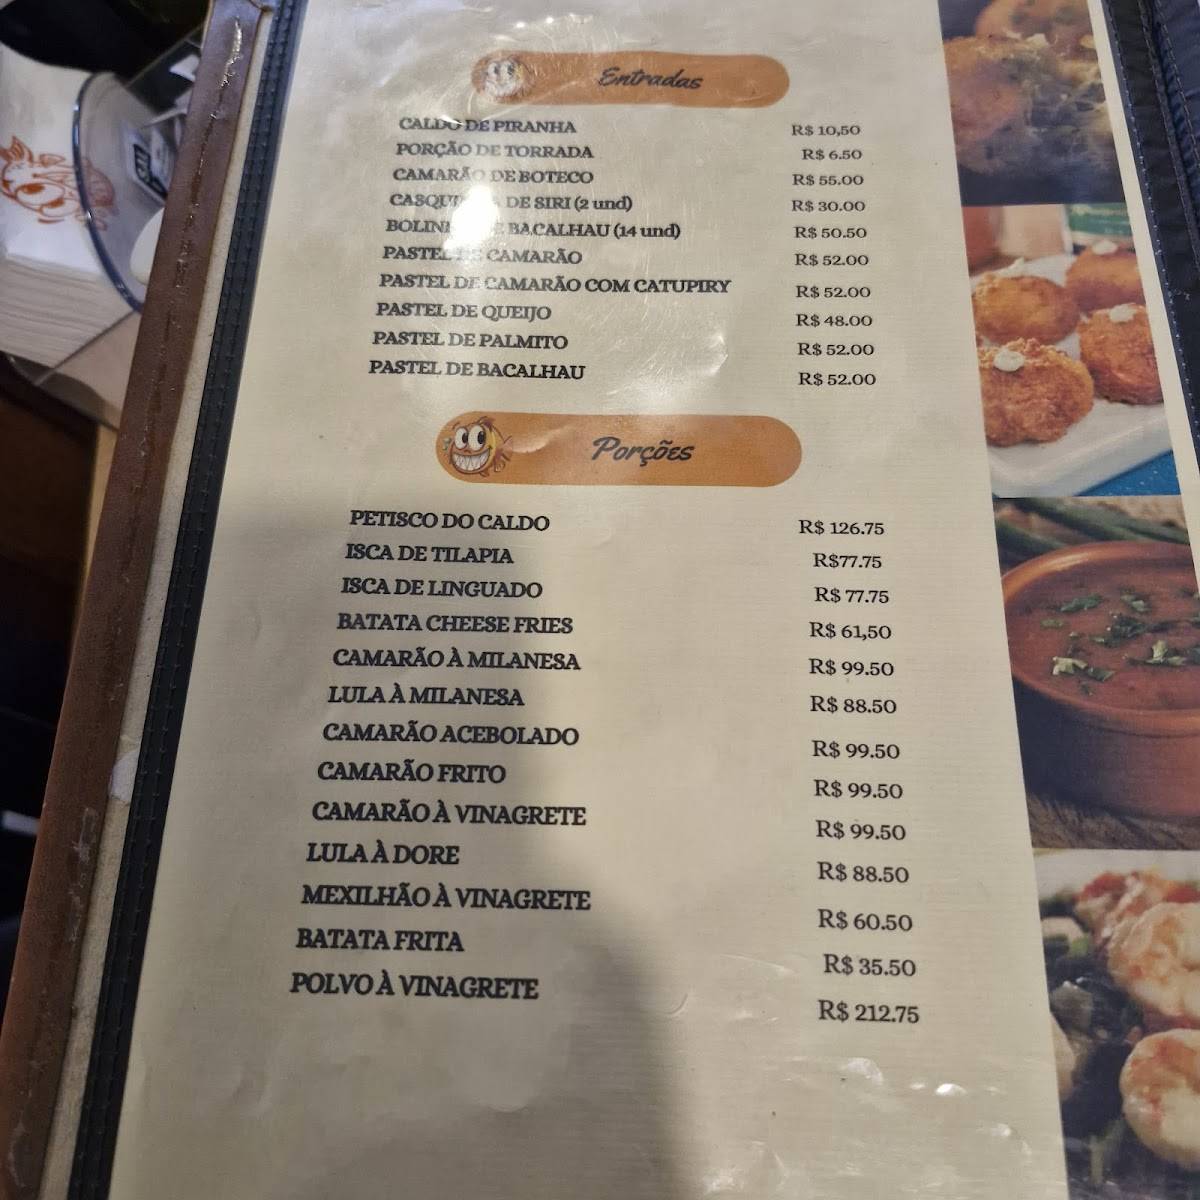 SAL
Entradas
CALDO DE PIRANHA R$ 10,50
PORÇÃO DE TORRADA R$ 6.50
CAMARÃO DE BOTECO R$ 55.00
DE SIRI (2 und) R$ 30.00
BACALHAU (14 und) R$ 50.50
PASTEL DE CAMARÃO R$ 52.00
PASTEL DE CAMARÃO COM CATUPIRY R$ 52.00
PASTEL DE QUEIJO R$ 48.00
PASTEL DE PALMITO R$ 52.00
PASTEL DE BACALHAU R$ 52.00
Porções
PETISCO DO CALDO R$ 126.75
ISCA DE TILAPIA R$77.75
ISCA DE LINGUADO R$ 77.75
BATATA CHEESE FRIES R$ 61,50
CAMARÃO À MILANESA R$ 99.50
LULA À MILANESA R$ 88.50
CAMARÃO ACEBOLADO R$ 99.50
CAMARÃO FRITO R$ 99.50
CAMARÃO À VINAGRETE R$ 99.50
LULA À DORE R$ 88.50
MEXILHÃO À VINAGRETE R$ 60.50
BATATA FRITA R$ 35.50
POLVO À VINAGRETE R$ 212.75